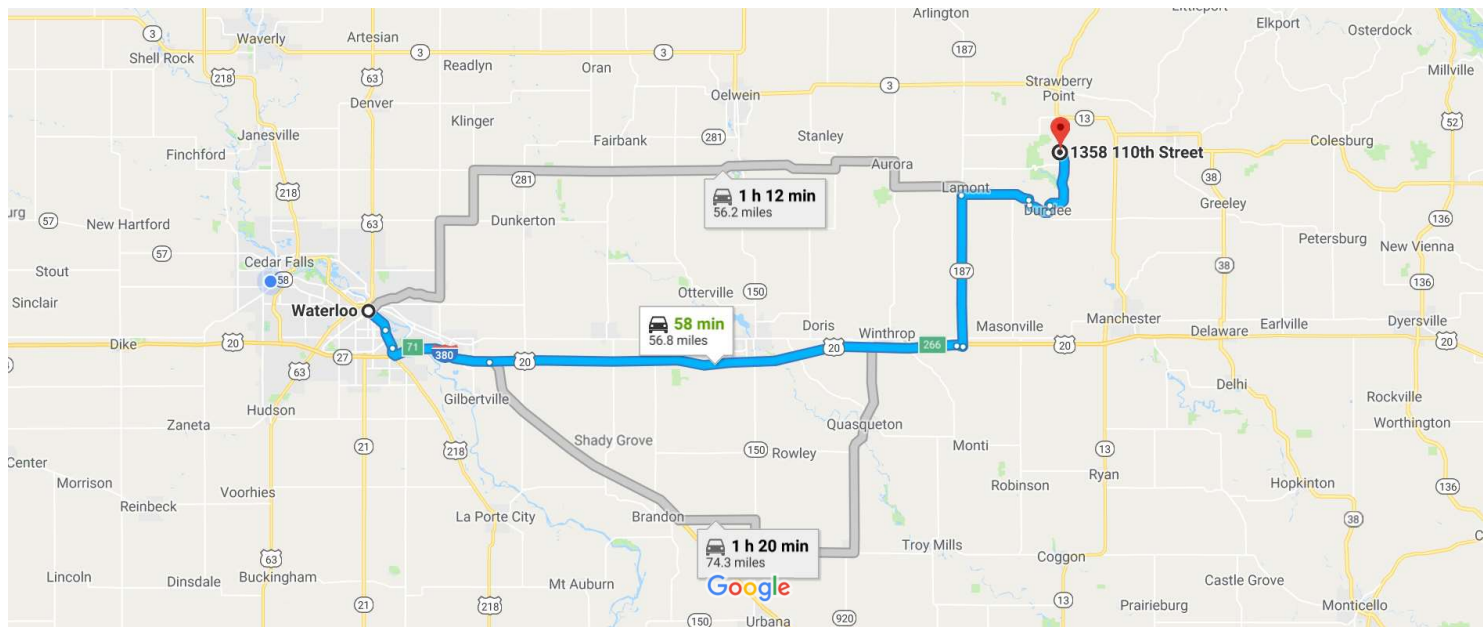 Arlington
Littleport
Elkport
Osterdock
Waverly
Artesian
3
3
Shell Rock
218
218
63
Readlyn
Oran
3
187
Millville
Denver
Oelwein
3
Strawberry
Point
13
52
Klinger
Janesville
Finchford
Fairbank
281
Stanley
Colesburg
1358 110th Street
Aurora
218
281
1 h 12 min
56.2 miles
Lamont
38
Greeley
urg
57
New Hartford
63
Dunkerton
Dundee
136
57
Petersburg
New Vienna
Stout
Cedar Falls
58
187
38
136
Sinclair
Waterloo
Otterville
150
58 min
56.8 miles
Doris
Winthrop
266
Masonville
Manchester
Delaware
Earlville
Dyersville
Dike
20
20
27
71
380
20
20
20
20
63
Hudson
Gilbertville
Delhi
Rockville
Worthington
Zaneta
Quasqueton
21
218
Shady Grove
150
Rowley
Monti
13
Ryan
Center
Morrison
Reinbeck
Voorhies
Robinson
Hopkinton
136
La Porte City
Brandon
38
1 h 20 min
74.3 miles
Troy Mills
Coggon
63
Lincoln
Dinsdale
Buckingham
Mt Auburn
Google
Castle Grove
21
218
150
Urbana
920
13
Prairieburg
Monticello